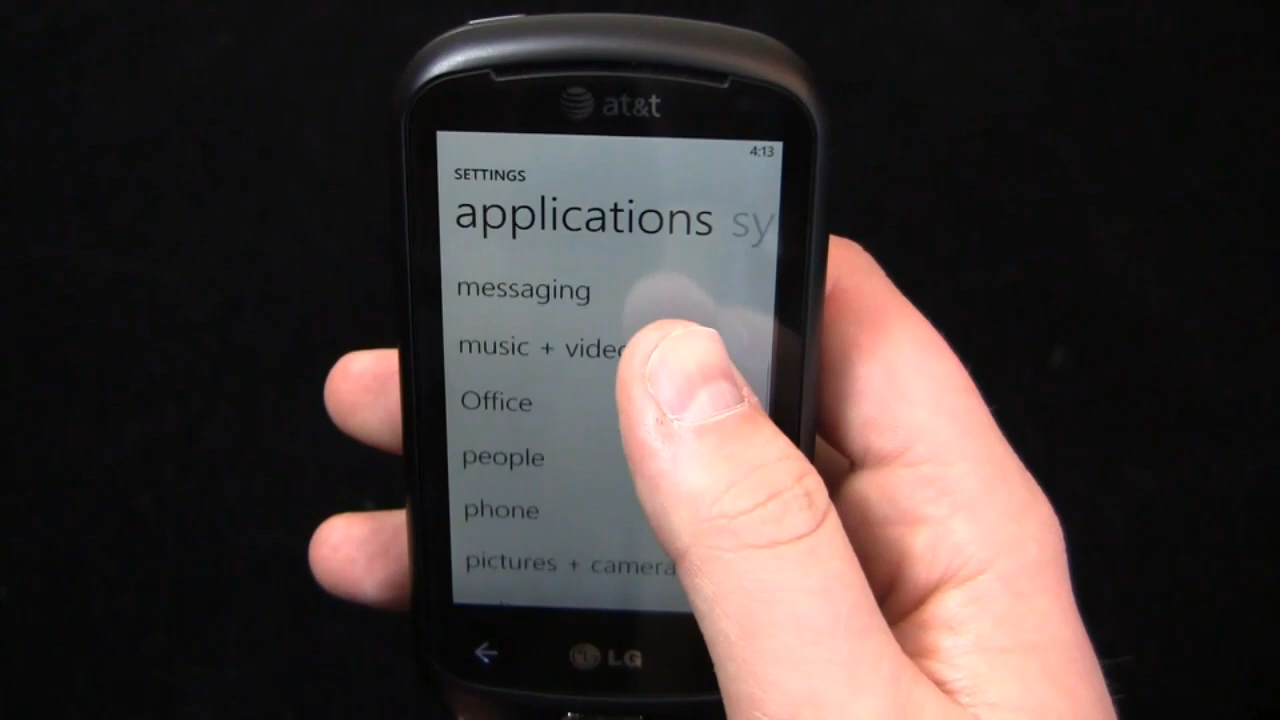 at&t
4:13
SETTINGS
applications sy
messaging
music + video
Office
people
phone
pictures + camera
LG